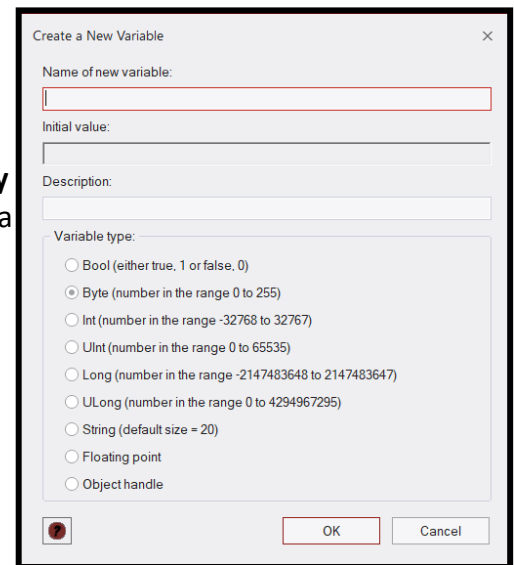 Create a New Variable
Name of new variable:
Initial value:
y
Description:
a
Variable type:
Bool (either true, 1 or false, 0)
Byte (number in the range 0 to 255)
Int (number in the range -32768 to 32767)
UInt (number in the range 0 to 65535)
Long (number in the range -2147483648 to 2147483647)
ULong (number in the range 0 to 4294967295)
String (default size = 20)
Floating point
Object handle
? OK Cancel